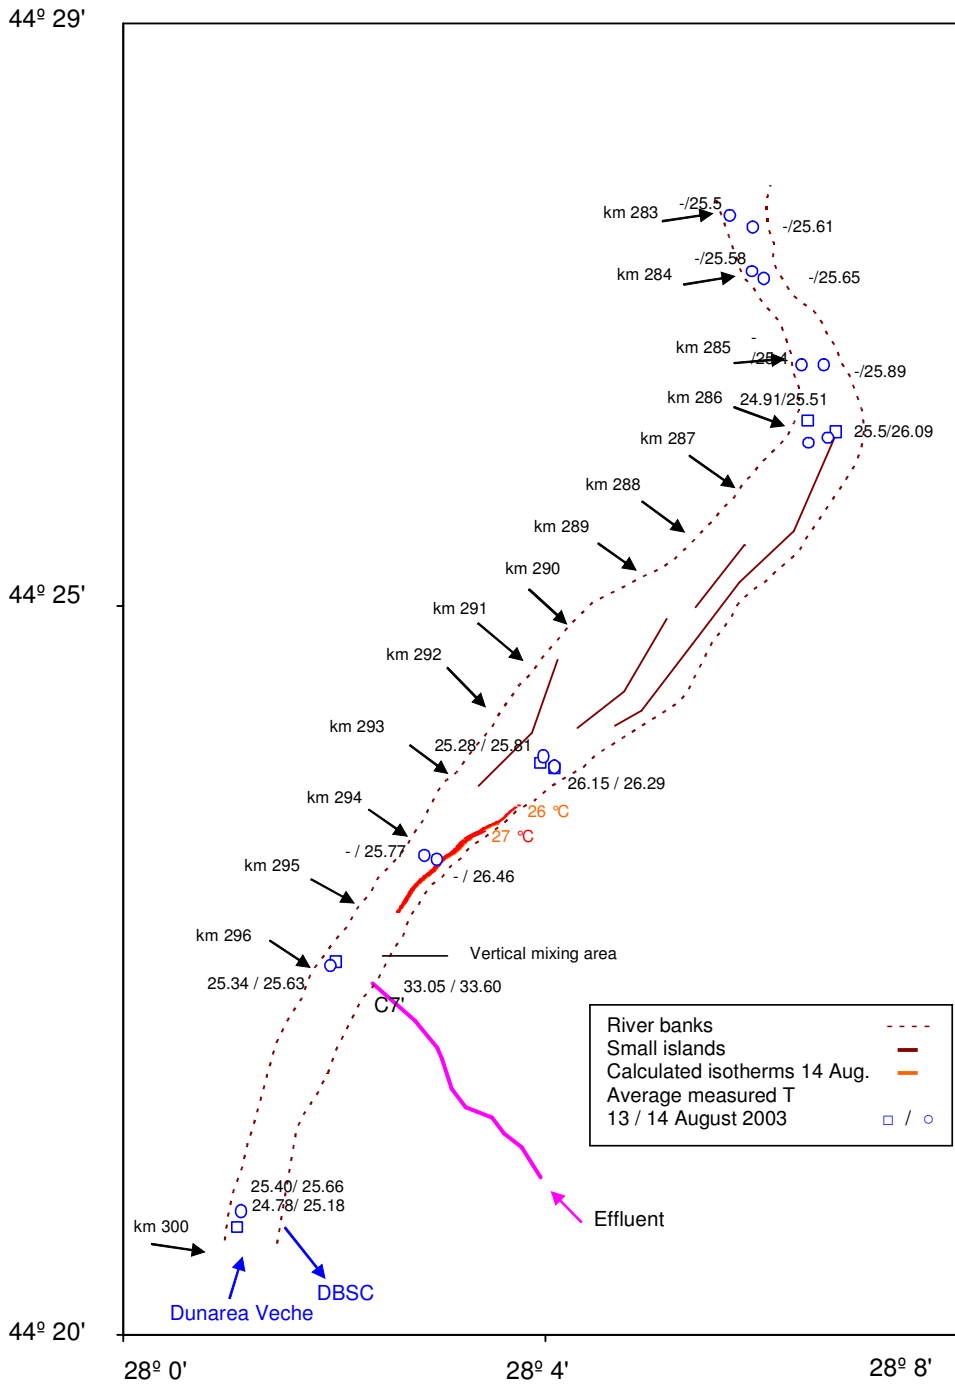 44º 29'
-/25.5
km 283
-/25.61
-/25.58
km 284
-/25.65
-
km 285
/25.4
-/25.89
km 286
24.91/25.51
25.5/26.09
km 287
km 288
km 289
km 290
44º 25'
km 291
km 292
km 293
25.28 / 25.81
26.15 / 26.29
km 294
26 ºC
27 ºC
- / 25.77
km 295
- / 26.46
km 296
Vertical mixing area
25.34 / 25.63
33.05 / 33.60
C7'
River banks
Small islands
Calculated isotherms 14 Aug.
Average measured T
13 / 14 August 2003
/
25.40/ 25.66
24.78/ 25.18
km 300
Effluent
DBSC
Dunarea Veche
44º 20'
28º 0'
28º 4'
28º 8'